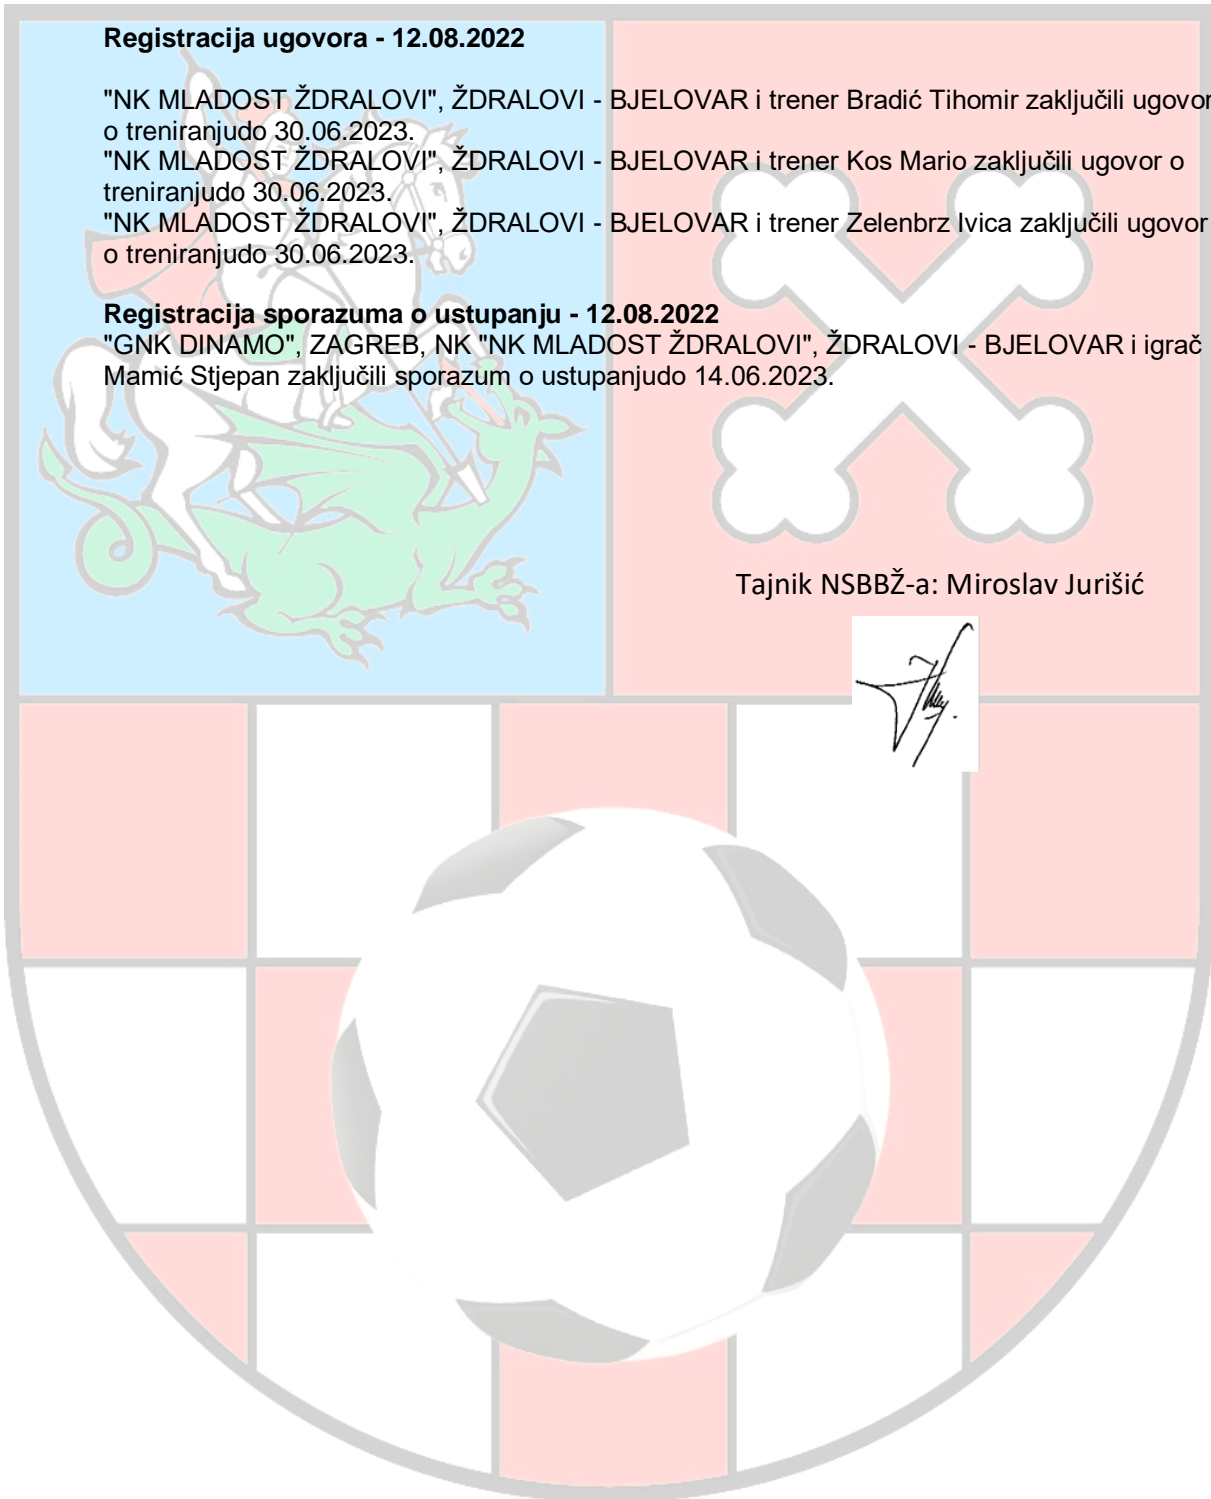 Registracija ugovora - 12.08.2022
"NK MLADOST ŽDRALOVI", ŽDRALOVI - BJELOVAR i trener Bradić Tihomir zaključili ugovor
o treniranjudo 30.06.2023.
"NK MLADOST ŽDRALOVI", ŽDRALOVI - BJELOVAR i trener Kos Mario zaključili ugovor o
treniranjudo 30.06.2023.
"NK MLADOST ŽDRALOVI", ŽDRALOVI - BJELOVAR i trener Zelenbrz Ivica zaključili ugovor
o treniranjudo 30.06.2023.
Registracija sporazuma o ustupanju - 12.08.2022
"GNK DINAMO", ZAGREB, NK "NK MLADOST ŽDRALOVI", ŽDRALOVI - BJELOVAR i igrač
Mamić Stjepan zaključili sporazum o ustupanjudo 14.06.2023.
Tajnik NSBBŽ-a: Miroslav Jurišić